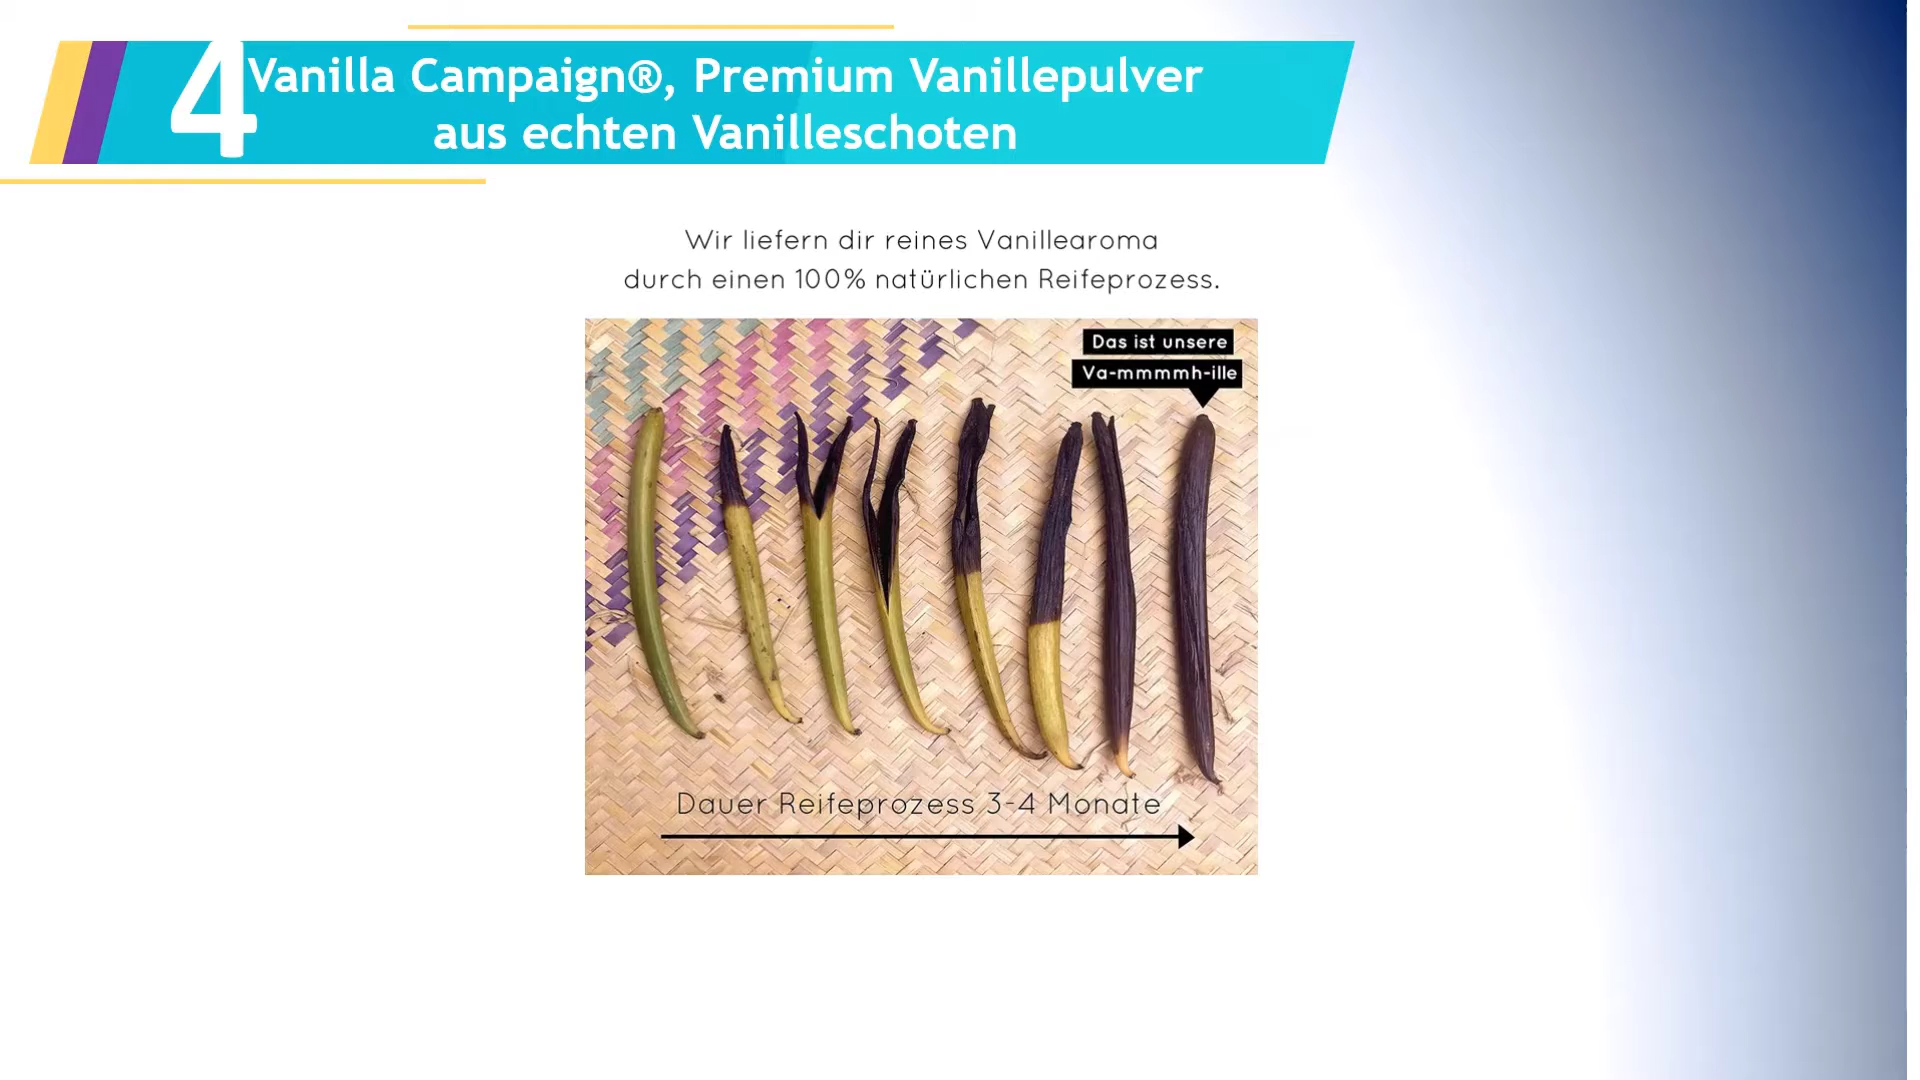 4
Vanilla Campaign®, Premium Vanillepulver
aus echten Vanilleschoten
Wir liefern dir reines Vanillearoma
durch einen 100% natürlichen Reifeprozess.
Das ist unsere
Va-mmmmh-ille
Dauer Reifeprozess 3-4 Monate